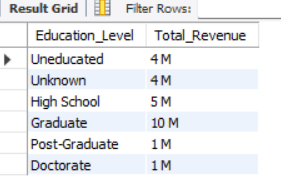 Result Grid Filter Rows:
Education_Level Total_Revenue
Uneducated 4 M
Unknown 4 M
High School 5 M
Graduate 10 M
Post-Graduate 1 M
Doctorate 1 M